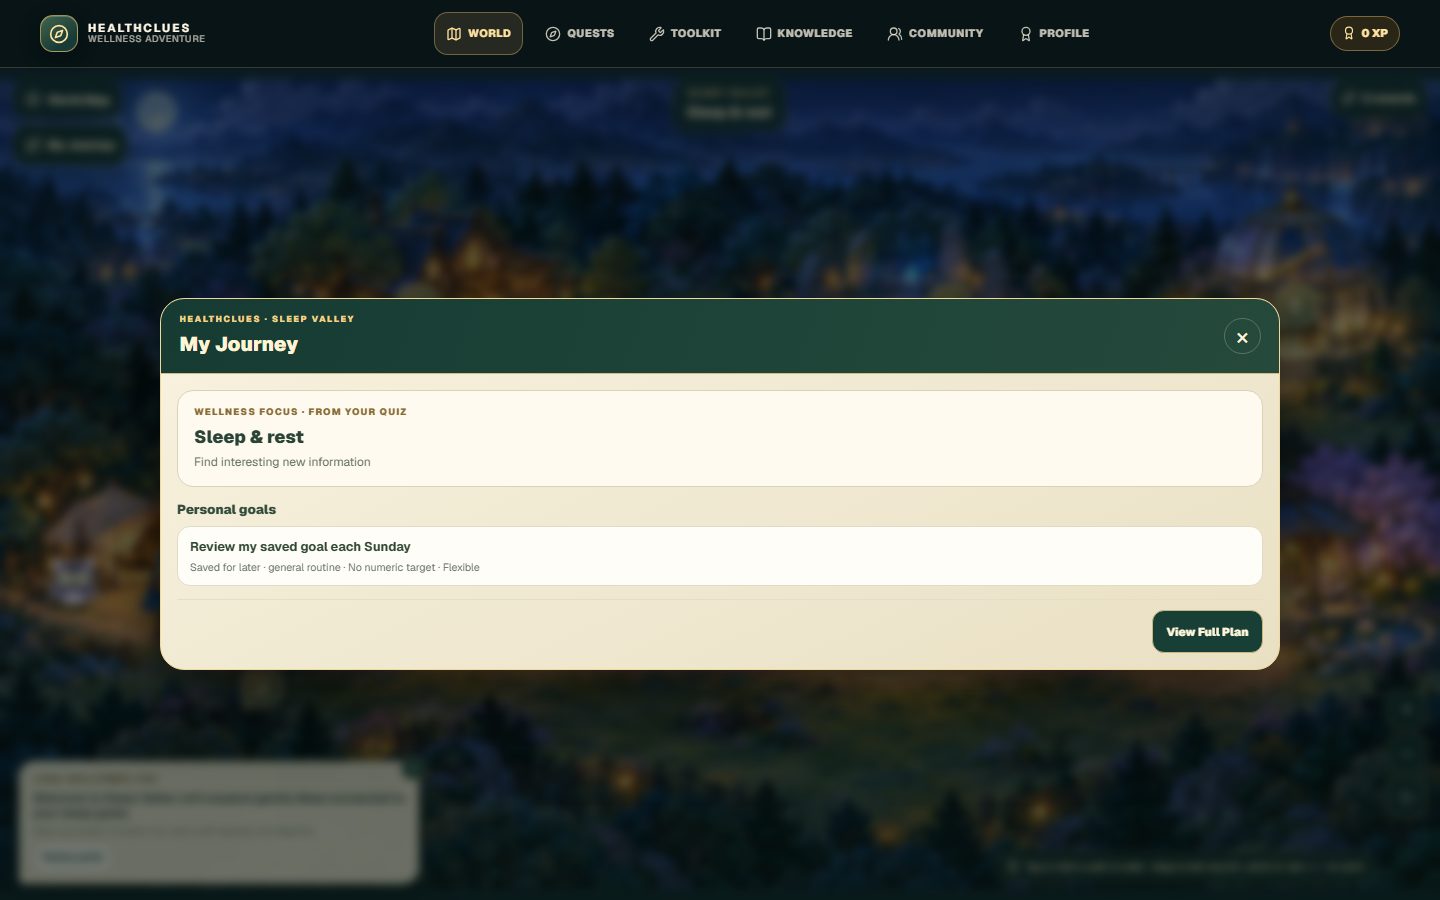 HEALTHCLUES
WELLNESS ADVENTURE
WORLD
QUESTS
TOOLKIT
KNOWLEDGE
COMMUNITY
PROFILE
0 XP
HEALTHCLUES · SLEEP VALLEY
My Journey
WELLNESS FOCUS · FROM YOUR QUIZ
Sleep & rest
Find interesting new information
Personal goals
Review my saved goal each Sunday
Saved for later · general routine · No numeric target · Flexible
View Full Plan